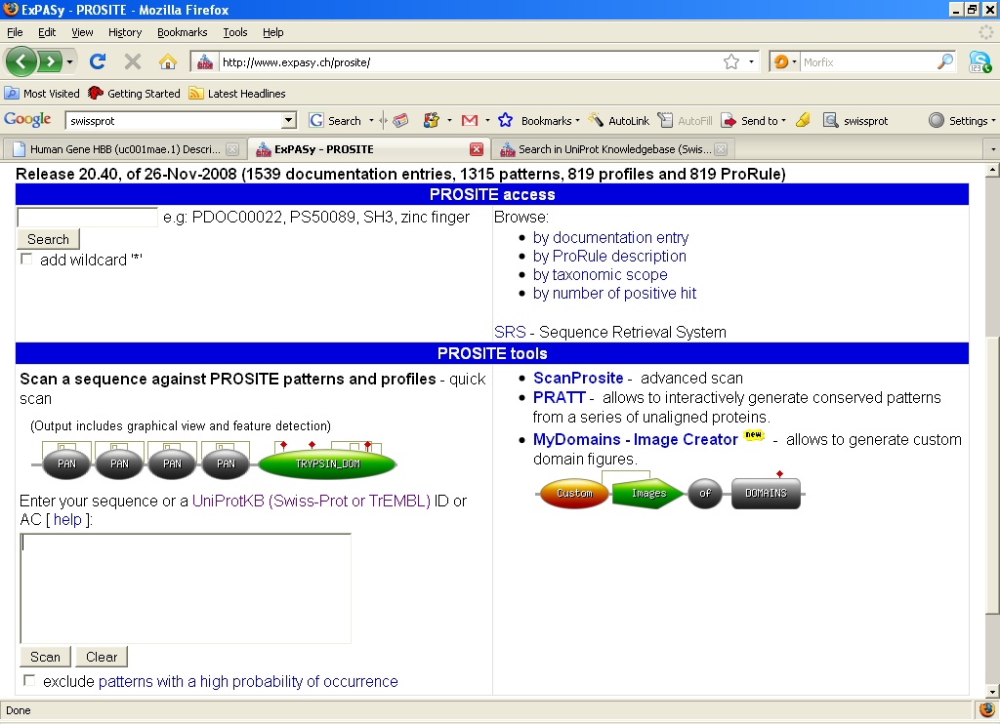 ExPASy - PROSITE - Mozilla Firefox
File Edit View History Bookmarks Tools Help
http://www.expasy.ch/prosite/ Morfix
Most Visited Getting Started Latest Headlines
Google swissprot G Search Bookmarks AutoLink AutoFill Send to swissprot Settings
Human Gene HBB (uc001mae.1) Descri... ExPASy - PROSITE Search in UniProt Knowledgebase (Swis...
Release 20.40, of 26-Nov-2008 (1539 documentation entries, 1315 patterns, 819 profiles and 819 ProRule)
PROSITE access
e.g: PDOC00022, PS50089, SH3, zinc finger
Search
add wildcard '*'
Browse:
by documentation entry
by ProRule description
by taxonomic scope
by number of positive hit
SRS - Sequence Retrieval System
PROSITE tools
Scan a sequence against PROSITE patterns and profiles - quick
scan
(Output includes graphical view and feature detection)
PAN PAN PAN PAN TRYPSIN_DOM
Enter your sequence or a UniProtKB (Swiss-Prot or TrEMBL) ID or
AC [ help ]:
Scan Clear
exclude patterns with a high probability of occurrence
ScanProsite - advanced scan
PRATT - allows to interactively generate conserved patterns
from a series of unaligned proteins.
MyDomains - Image Creator new - allows to generate custom
domain figures.
Custom Images of DOMAINS
Done